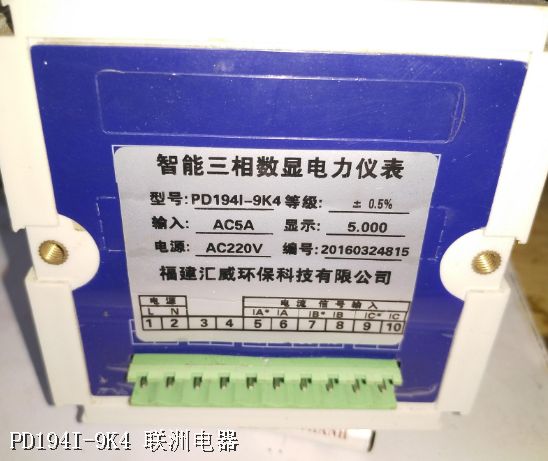 智能三相数显电力仪表
型号: PD194I-9K4 等级: ± 0.5%
输入: AC5A 显示: 5.000
电源: AC220V 编号: 20160324815
福建汇威环保科技有限公司
电源 电流信号输入
L N IA* IA IB* IB IC* IC
1 2 3 4 5 6 7 8 9 10
PD194I-9K4 联洲电器